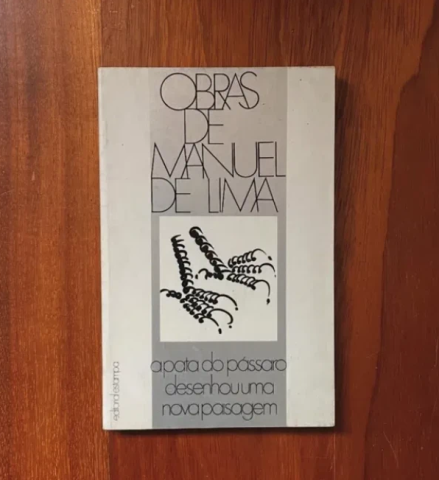 OBRAS
DE
MANUEL
DE LIMA
a pata do pássaro
desenhou uma
nova paisagem
editorial estampa